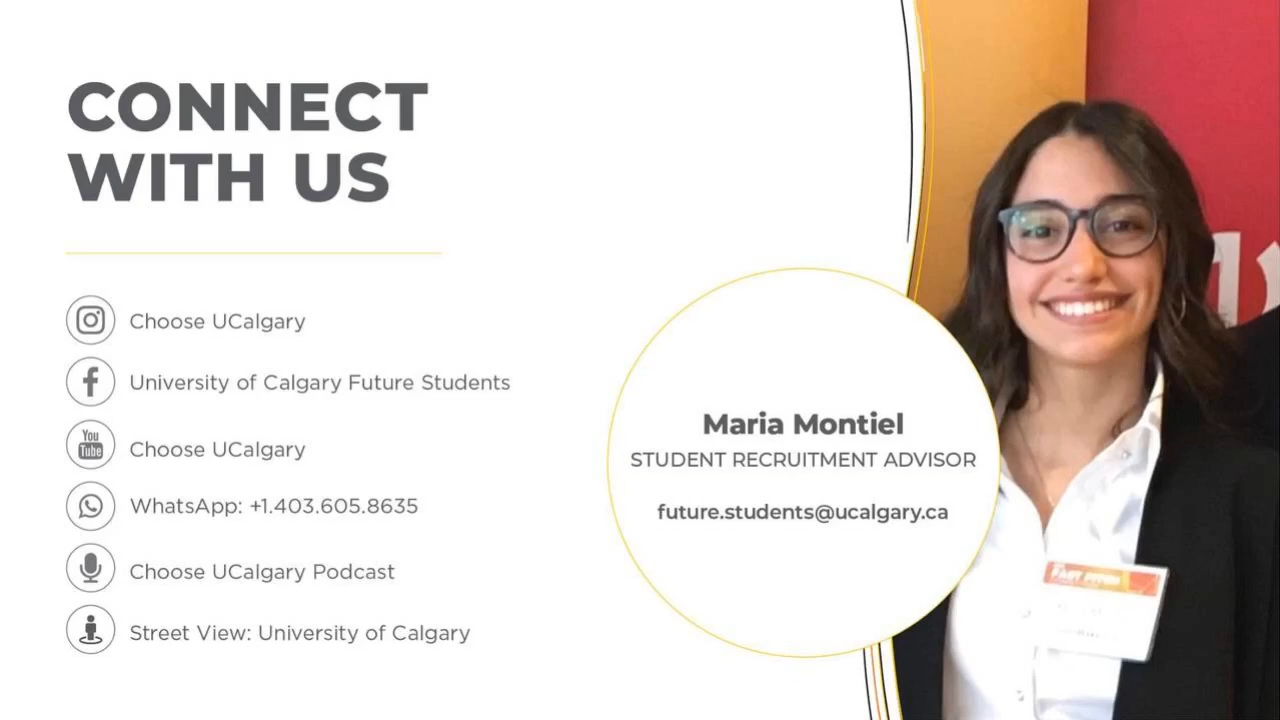 CONNECT
WITH US
Choose UCalgary
University of Calgary Future Students
You
Tube
Choose UCalgary
WhatsApp: +1.403.605.8635
Choose UCalgary Podcast
Street View: University of Calgary
Maria Montiel
STUDENT RECRUITMENT ADVISOR
future.students@ucalgary.ca